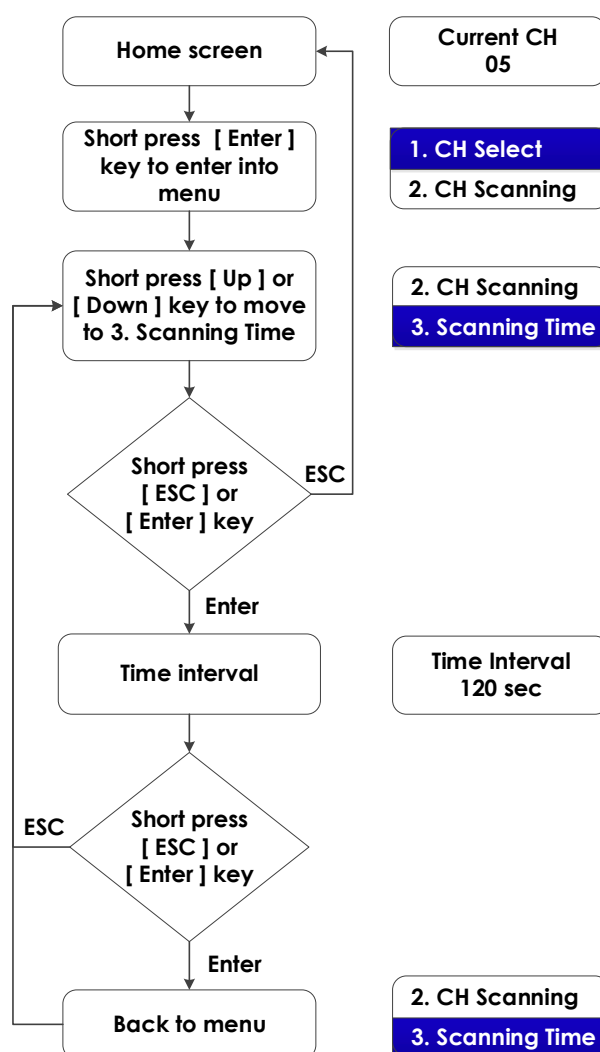 Home screen
Current CH
05
Short press [ Enter ]
key to enter into
menu
1. CH Select
2. CH Scanning
Short press [ Up ] or
[ Down ] key to move
to 3. Scanning Time
2. CH Scanning
3. Scanning Time
Short press
[ ESC ] or
[ Enter ] key
ESC
Enter
Time interval
Time Interval
120 sec
ESC
Short press
[ ESC ] or
[ Enter ] key
Enter
Back to menu
2. CH Scanning
3. Scanning Time